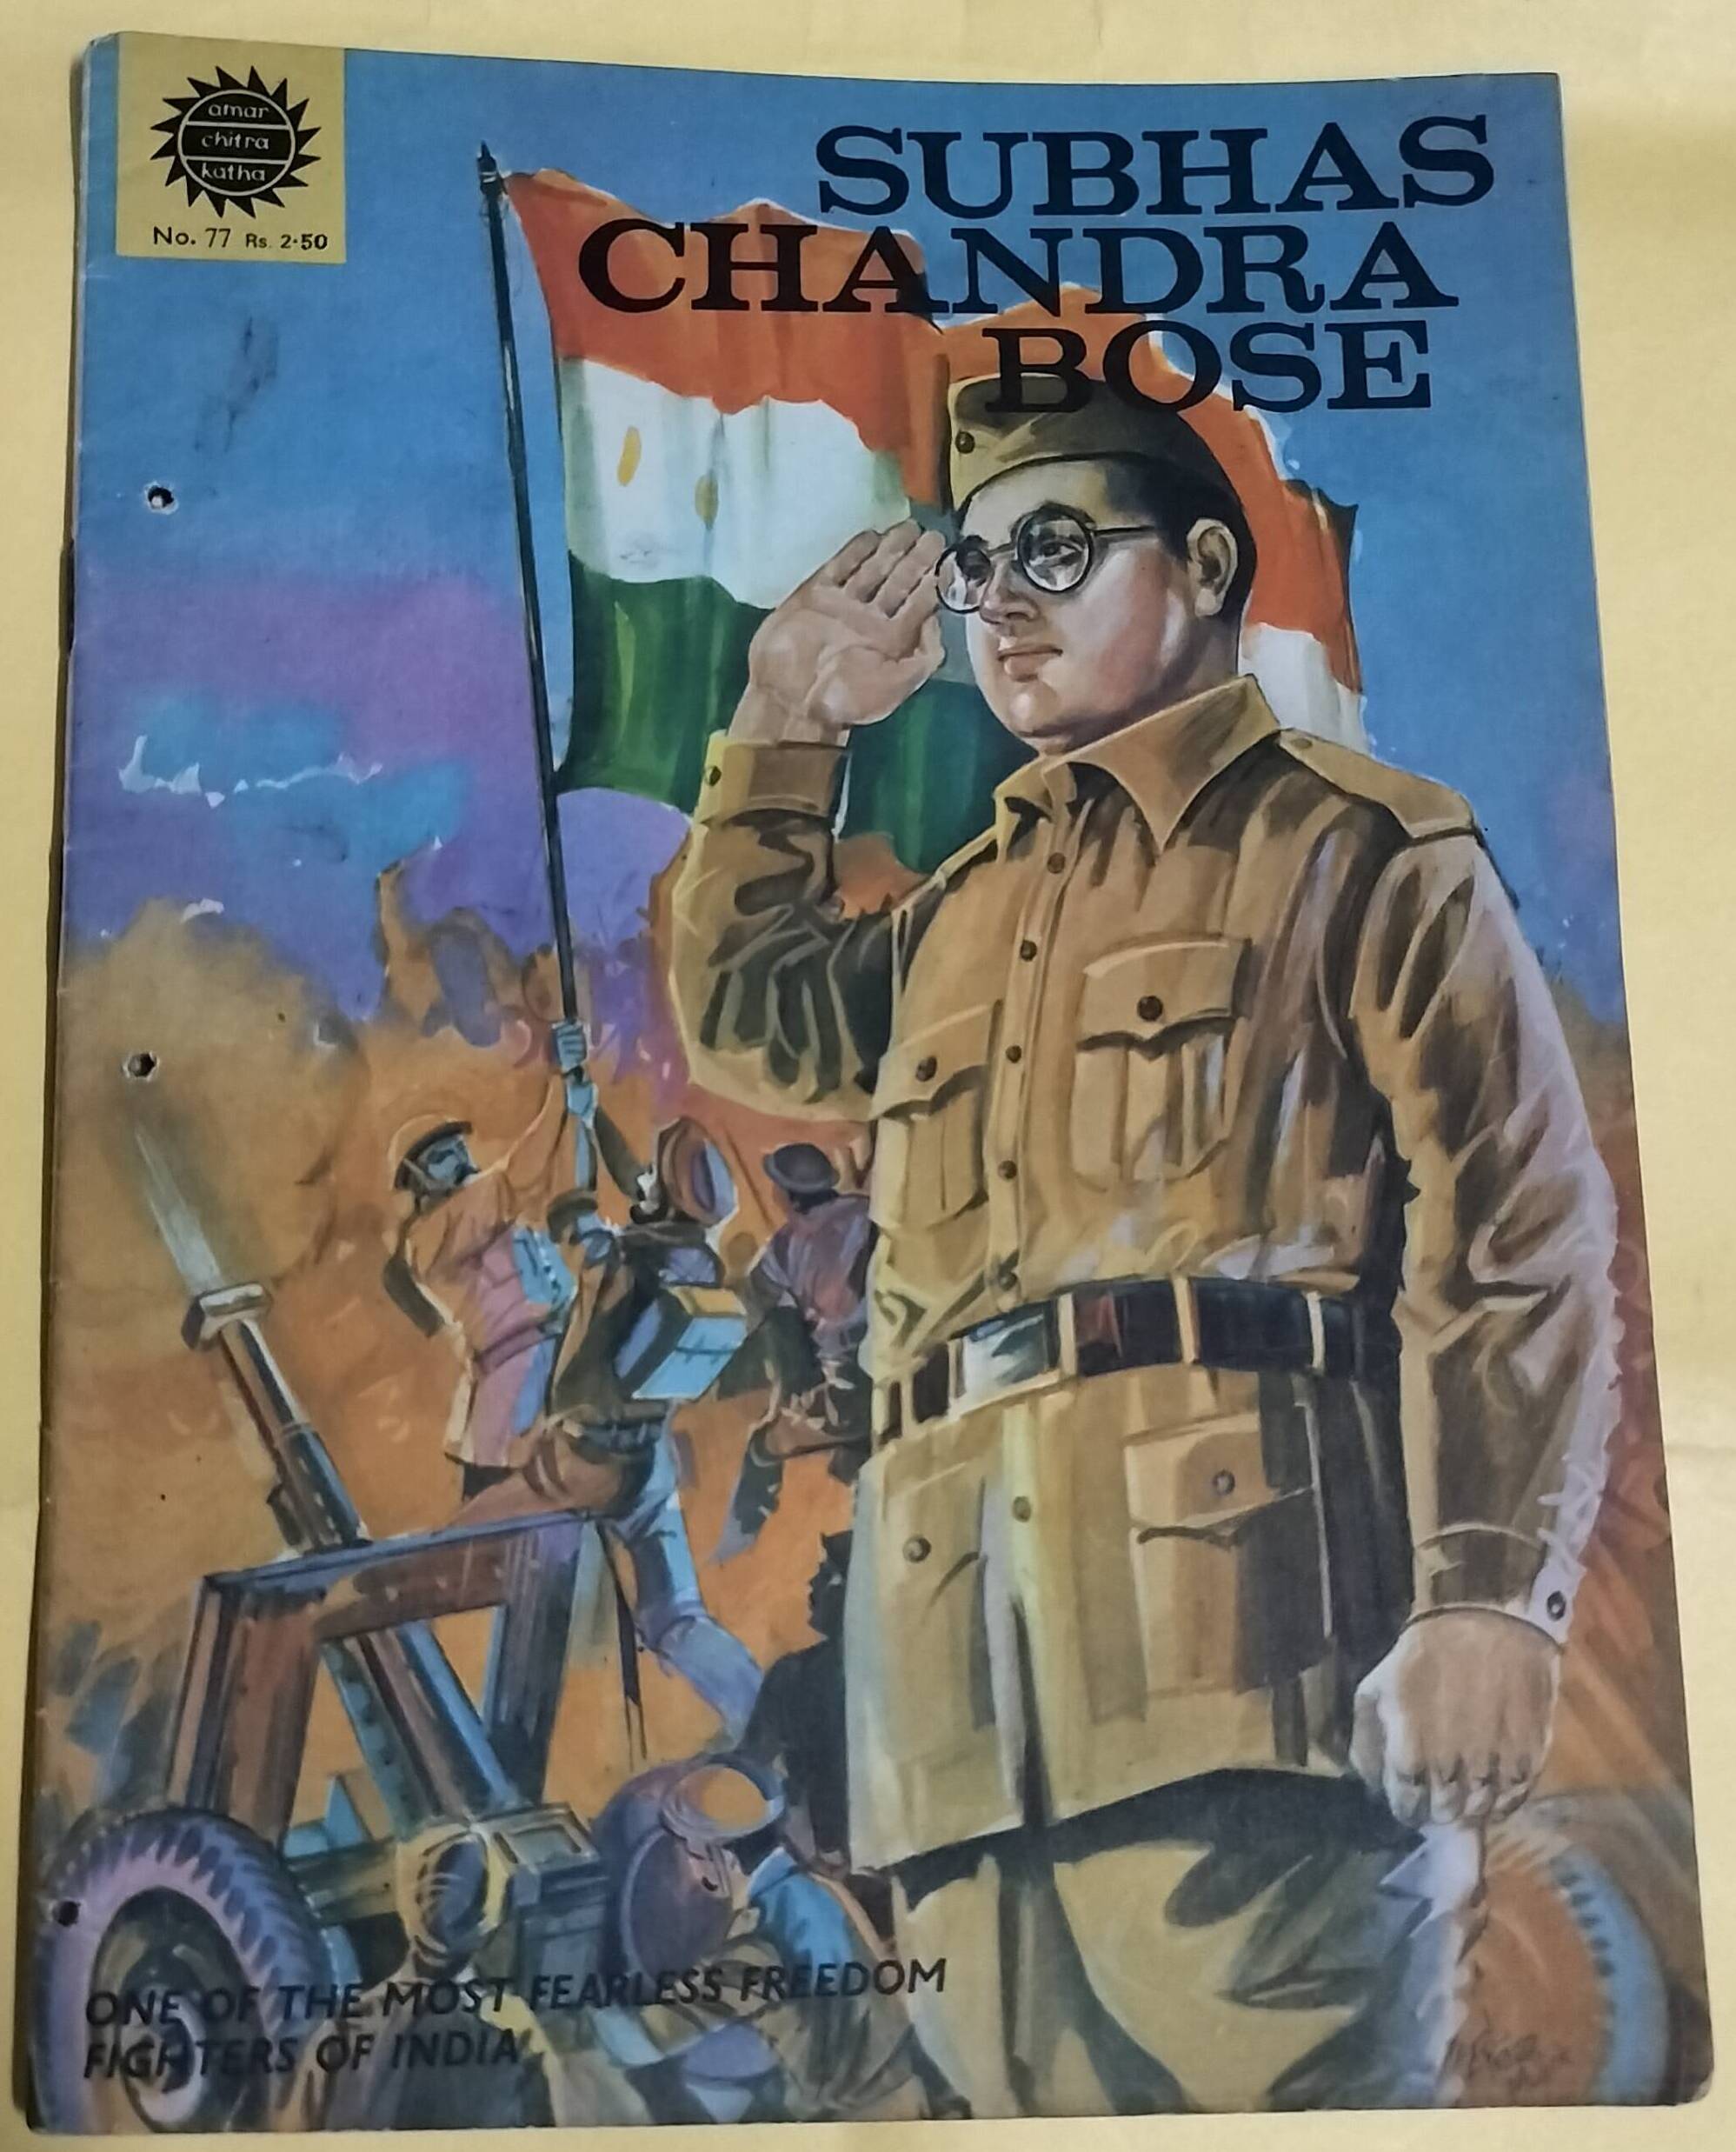 amar
chitra
katha
No. 77 Rs. 2·50
SUBHAS
CHANDRA
BOSE
ONE OF THE MOST FEARLESS FREEDOM
FIGHTERS OF INDIA